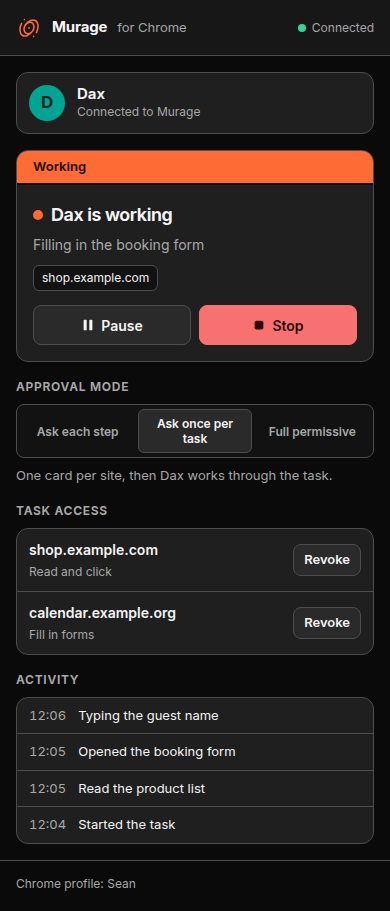 Murage for Chrome
Connected
D
Dax
Connected to Murage
Working
Dax is working
Filling in the booking form
shop.example.com
Pause
Stop
APPROVAL MODE
Ask each step
Ask once per
task
Full permissive
One card per site, then Dax works through the task.
TASK ACCESS
shop.example.com
Read and click
Revoke
calendar.example.org
Fill in forms
Revoke
ACTIVITY
12:06 Typing the guest name
12:05 Opened the booking form
12:05 Read the product list
12:04 Started the task
Chrome profile: Sean